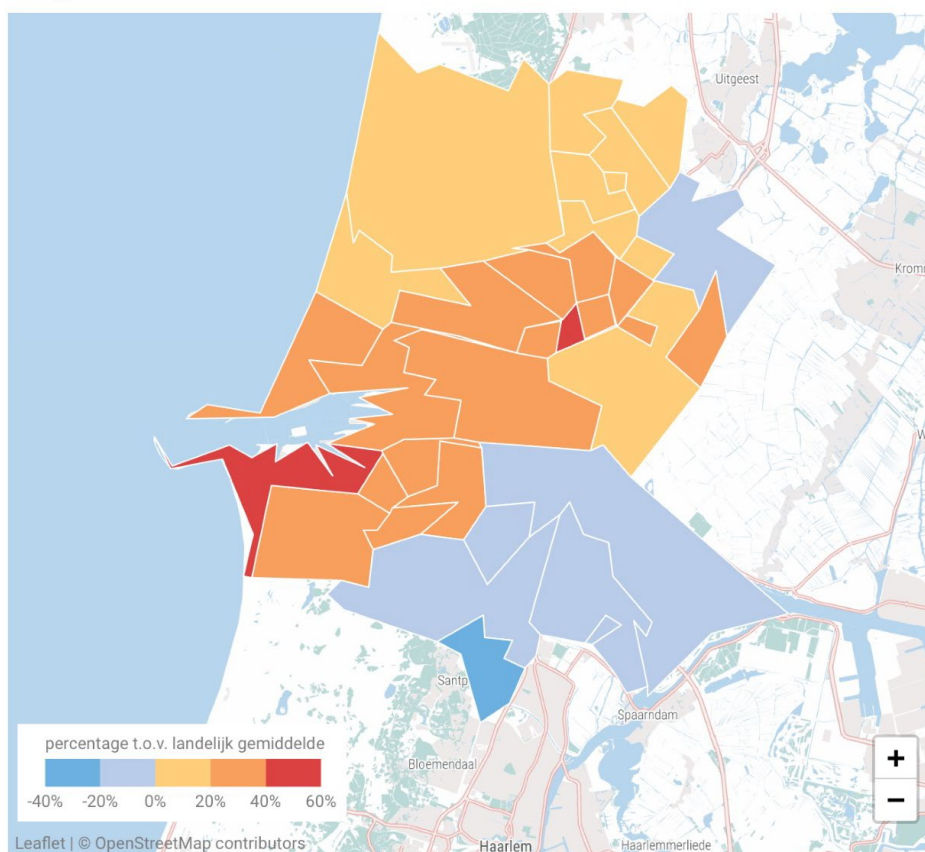 Uitgeest
Kromm
W
Santp
Spaarndam
Bloemendaal
Haarlem
Haarlemmerliede
percentage t.o.v. landelijk gemiddelde
-40% -20% 0% 20% 40% 60%
+
−
Leaflet | © OpenStreetMap contributors